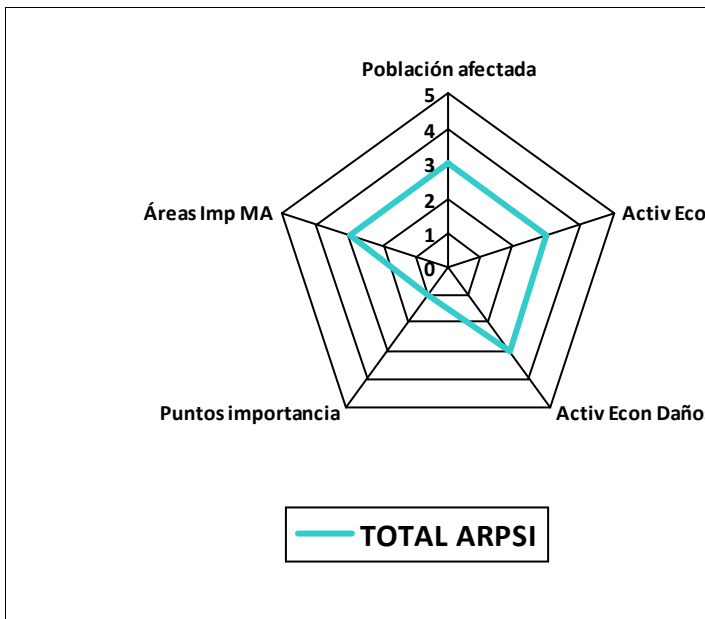 Población afectada
5
4
3
2
1
0
Áreas Imp MA
Activ Eco
Puntos importancia
Activ Econ Daño
TOTAL ARPSI